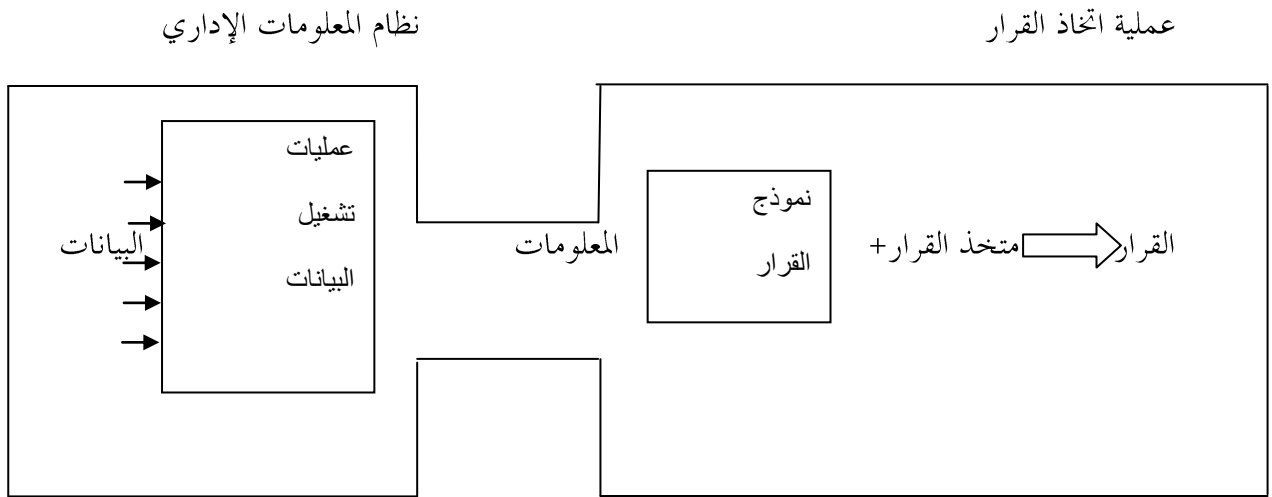 عملية اتخاذ القرار
نظام المعلومات الإداري
عمليات
تشغيل
البيانات
البيانات
المعلومات
نموذج
القرار
+متخذ القرار
القرار